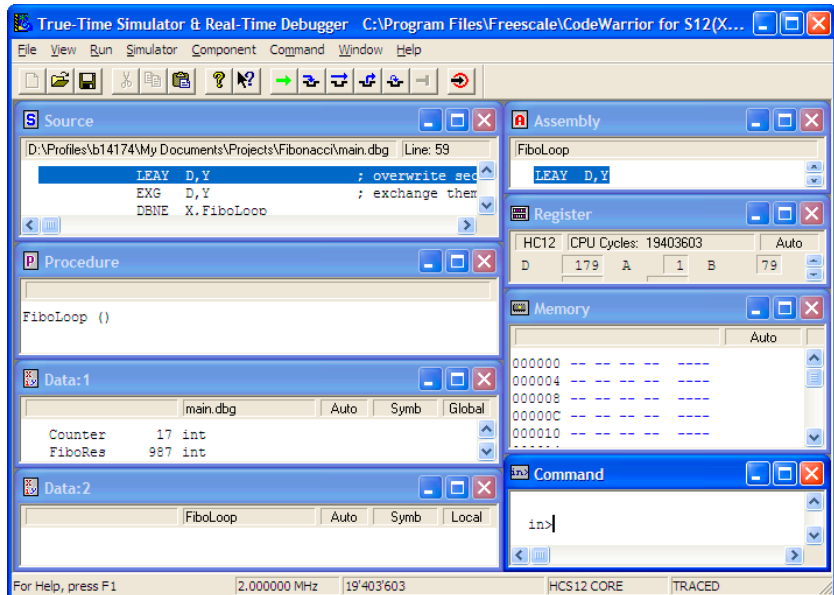 True-Time Simulator & Real-Time Debugger C:\Program Files\Freescale\CodeWarrior for S12(X...
File View Run Simulator Component Command Window Help
Source
D:\Profiles\b14174\My Documents\Projects\Fibonacci\main.dbg Line: 59
LEAY D,Y ; overwrite sec
EXG D,Y ; exchange them
DBNE X,FiboLoop
Procedure
FiboLoop ()
Data:1
main.dbg Auto Symb Global
Counter 17 int
FiboRes 987 int
Data:2
FiboLoop Auto Symb Local
Assembly
FiboLoop
LEAY D,Y
Register
HC12 CPU Cycles: 19403603 Auto
D 179 A 1 B 79
Memory
Auto
000000 -- -- -- -- ----
000004 -- -- -- -- ----
000008 -- -- -- -- ----
00000C -- -- -- -- ----
000010 -- -- -- -- ----
Command
in>
For Help, press F1 2.000000 MHz 19'403'603 HCS12 CORE TRACED